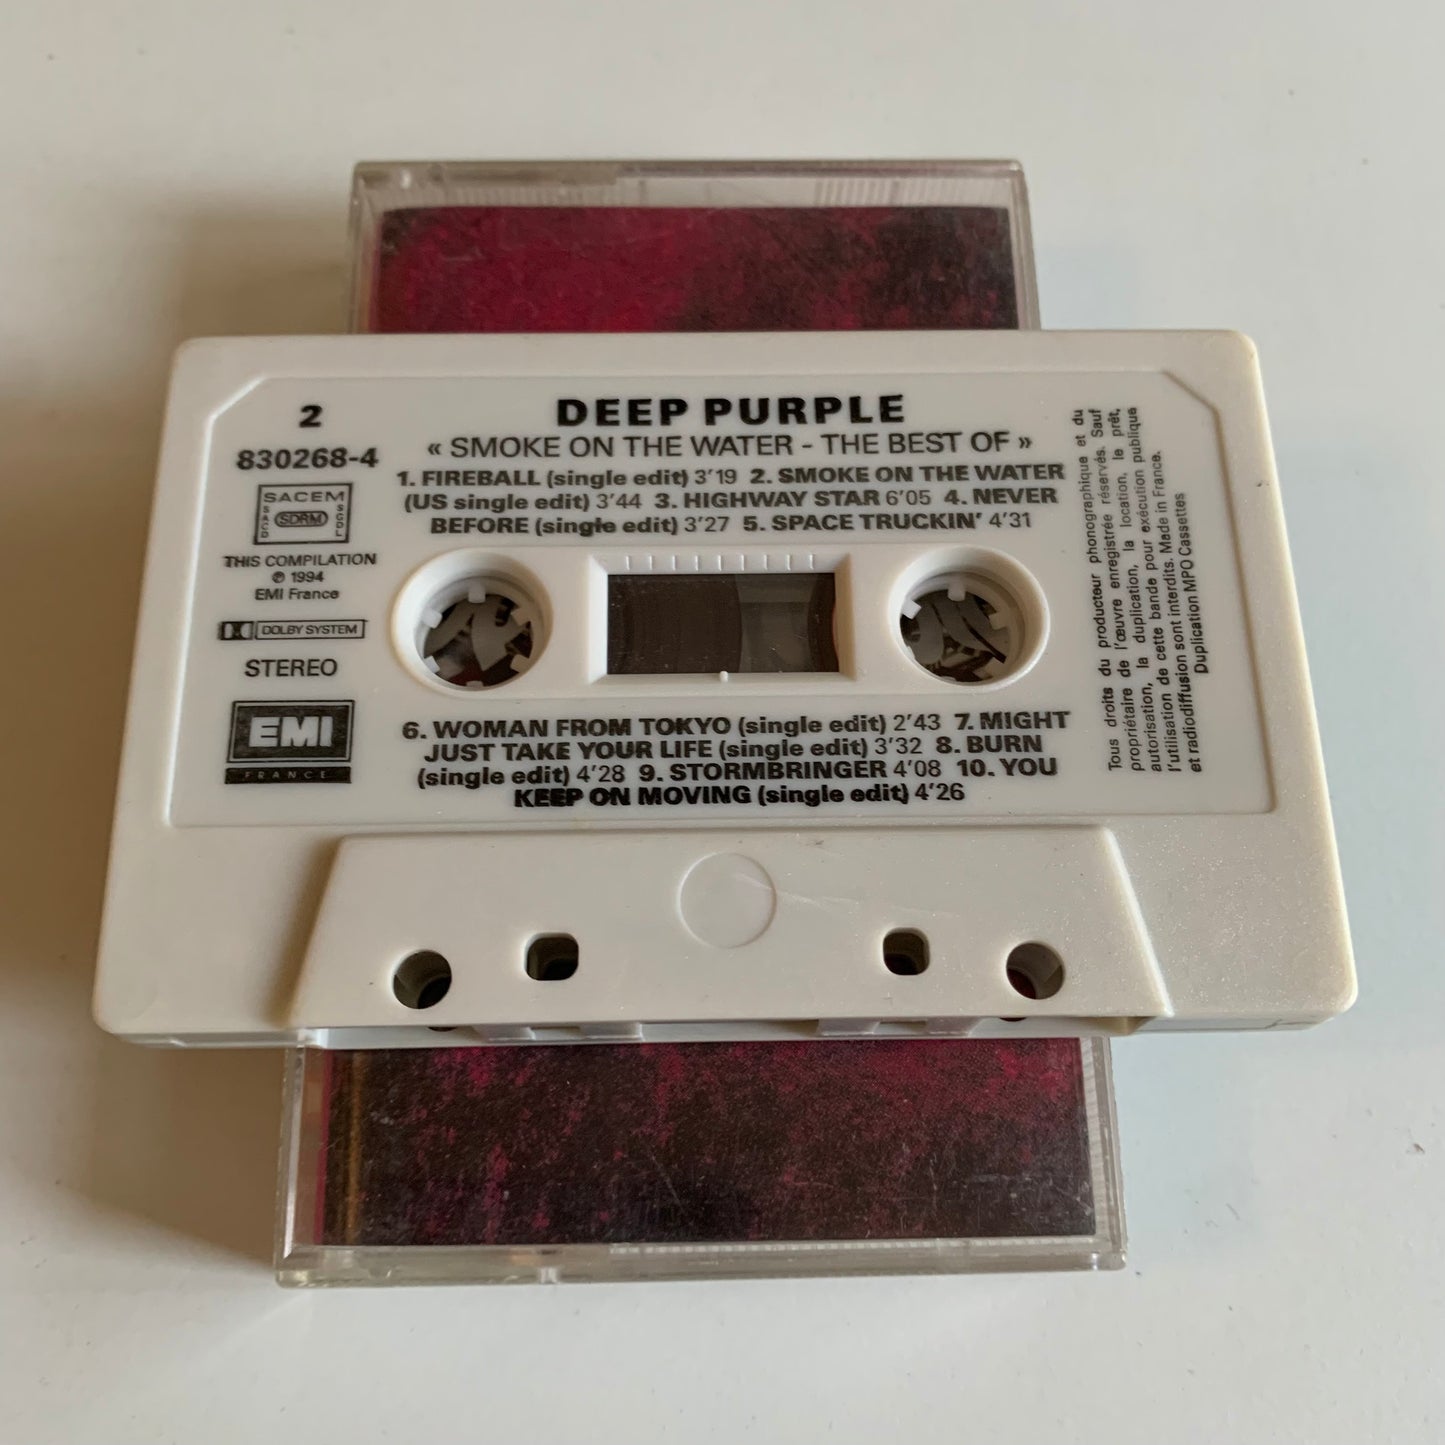 2
830268-4
SACEM
SACD
SDRM
SGDL
THIS COMPILATION
℗ 1994
EMI France
DOLBY SYSTEM
STEREO
EMI
FRANCE
DEEP PURPLE
« SMOKE ON THE WATER - THE BEST OF »
1. FIREBALL (single edit) 3'19 2. SMOKE ON THE WATER
(US single edit) 3'44 3. HIGHWAY STAR 6'05 4. NEVER
BEFORE (single edit) 3'27 5. SPACE TRUCKIN' 4'31
6. WOMAN FROM TOKYO (single edit) 2'43 7. MIGHT
JUST TAKE YOUR LIFE (single edit) 3'32 8. BURN
(single edit) 4'28 9. STORMBRINGER 4'08 10. YOU
KEEP ON MOVING (single edit) 4'26
Tous droits du producteur phonographique et du
propriétaire de l'œuvre enregistrée réservés. Sauf
autorisation, la duplication, la location, le prêt,
l'utilisation de cette bande pour exécution publique
et radiodiffusion sont interdits. Made in France.
Duplication MPO Cassettes